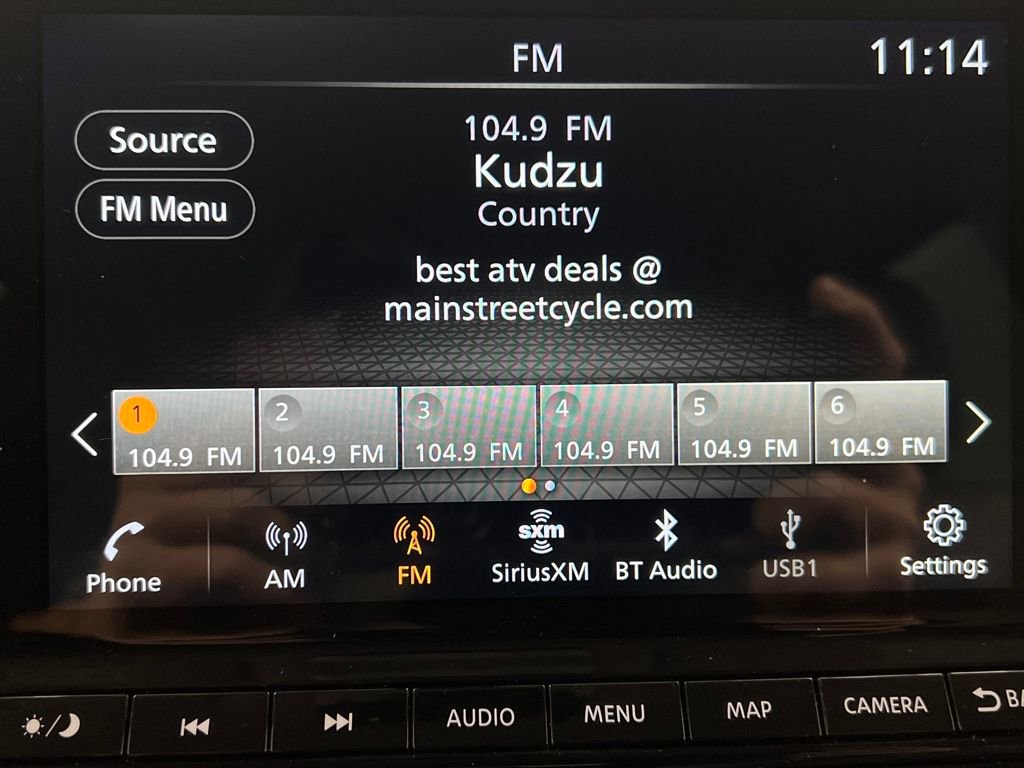 FM
11:14
Source
FM Menu
104.9 FM
Kudzu
Country
best atv deals @
mainstreetcycle.com
1
104.9 FM
2
104.9 FM
3
104.9 FM
4
104.9 FM
5
104.9 FM
6
104.9 FM
Phone
AM
FM
sxm
SiriusXM
BT Audio
USB1
Settings
AUDIO
MENU
MAP
CAMERA